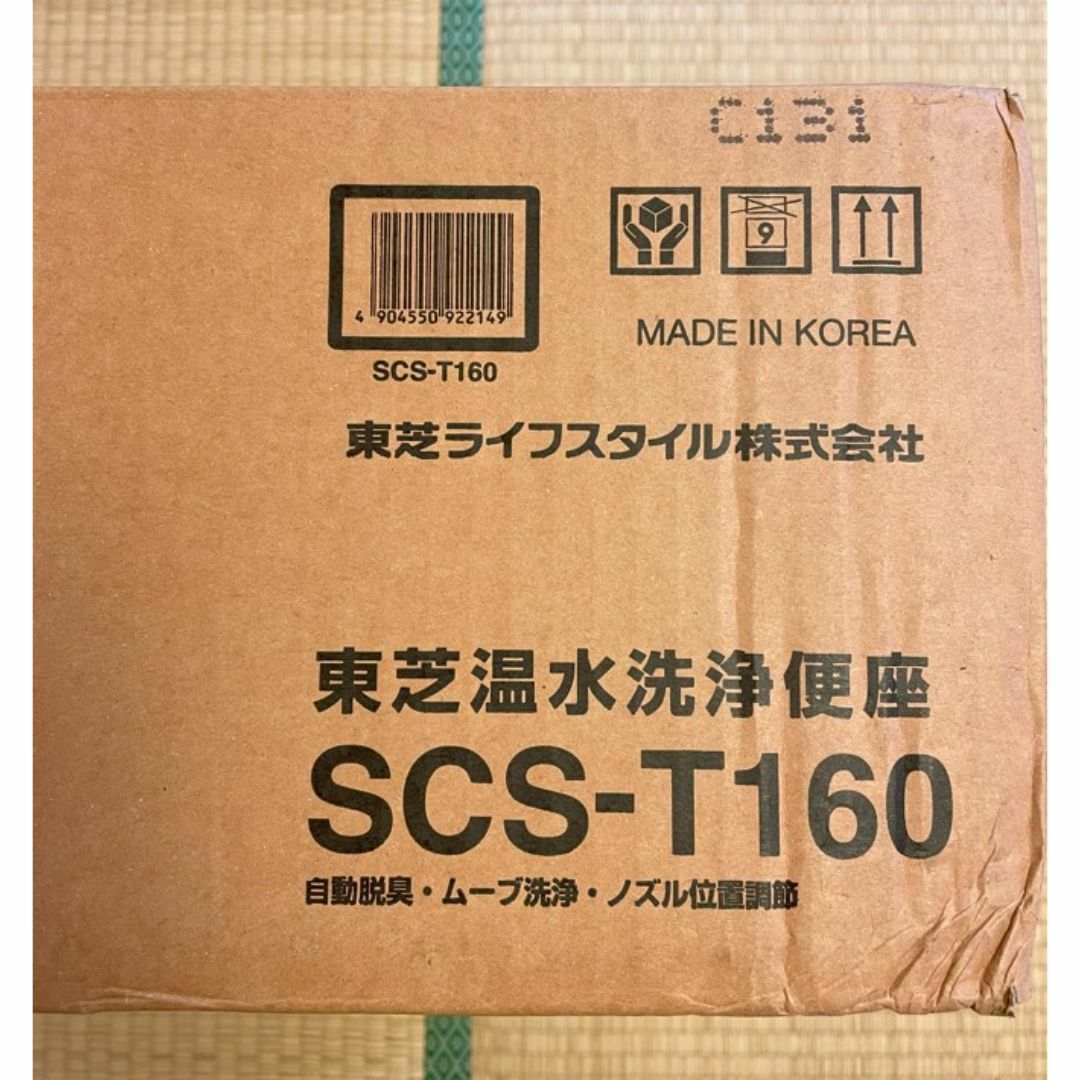 C131
9
4 904550 922149
MADE IN KOREA
SCS-T160
東芝ライフスタイル株式会社
東芝温水洗浄便座
SCS-T160
自動脱臭・ムーブ洗浄・ノズル位置調節